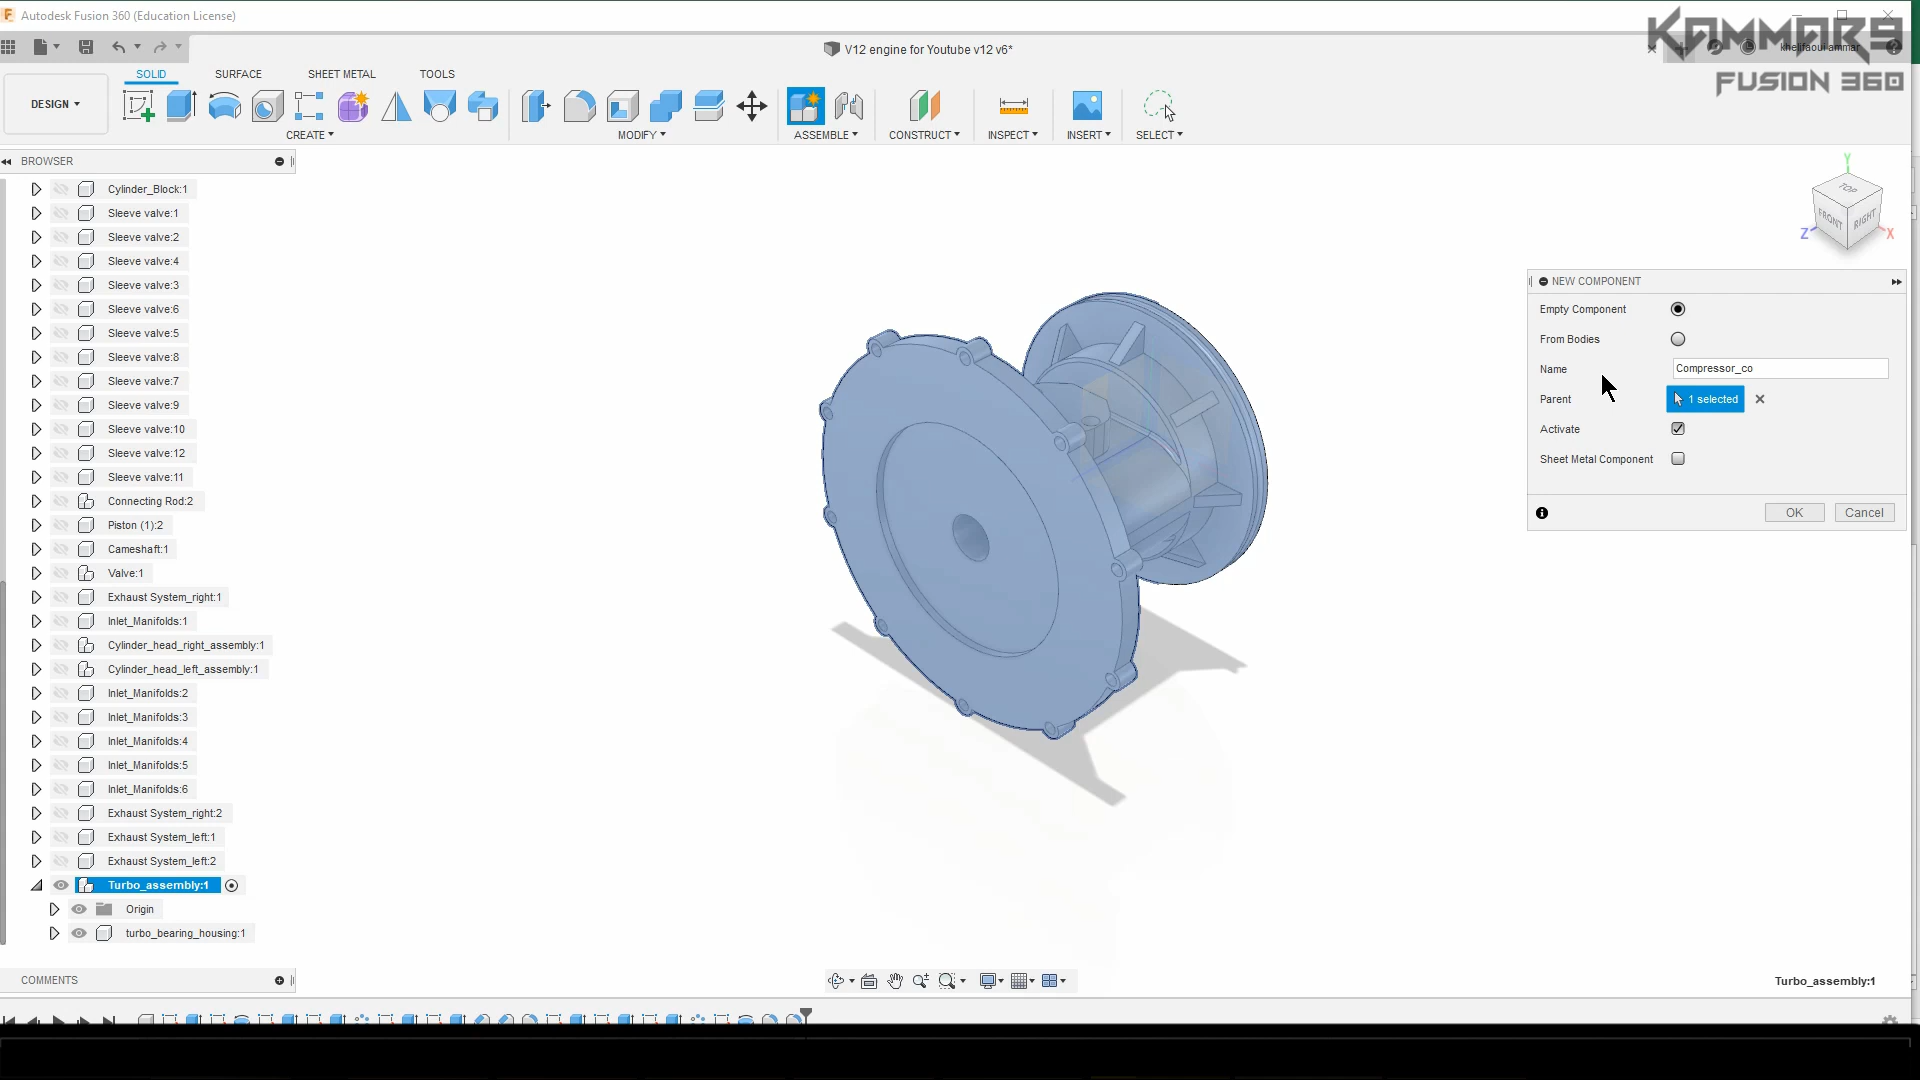 Autodesk Fusion 360 (Education License)
KAMMARS
FUSION 360
V12 engine for Youtube v12 v6*
khelifaoui ammar
SOLID
SURFACE
SHEET METAL
TOOLS
DESIGN
CREATE
MODIFY
ASSEMBLE
CONSTRUCT
INSPECT
INSERT
SELECT
BROWSER
Cylinder_Block:1
Sleeve valve:1
Sleeve valve:2
Sleeve valve:4
Sleeve valve:3
Sleeve valve:6
Sleeve valve:5
Sleeve valve:8
Sleeve valve:7
Sleeve valve:9
Sleeve valve:10
Sleeve valve:12
Sleeve valve:11
Connecting Rod:2
Piston (1):2
Cameshaft:1
Valve:1
Exhaust System_right:1
Inlet_Manifolds:1
Cylinder_head_right_assembly:1
Cylinder_head_left_assembly:1
Inlet_Manifolds:2
Inlet_Manifolds:3
Inlet_Manifolds:4
Inlet_Manifolds:5
Inlet_Manifolds:6
Exhaust System_right:2
Exhaust System_left:1
Exhaust System_left:2
Turbo_assembly:1
Origin
turbo_bearing_housing:1
COMMENTS
Y
TOP
FRONT
RIGHT
Z
X
NEW COMPONENT
Empty Component
From Bodies
Name
Compressor_co
Parent
1 selected
Activate
Sheet Metal Component
OK
Cancel
Turbo_assembly:1